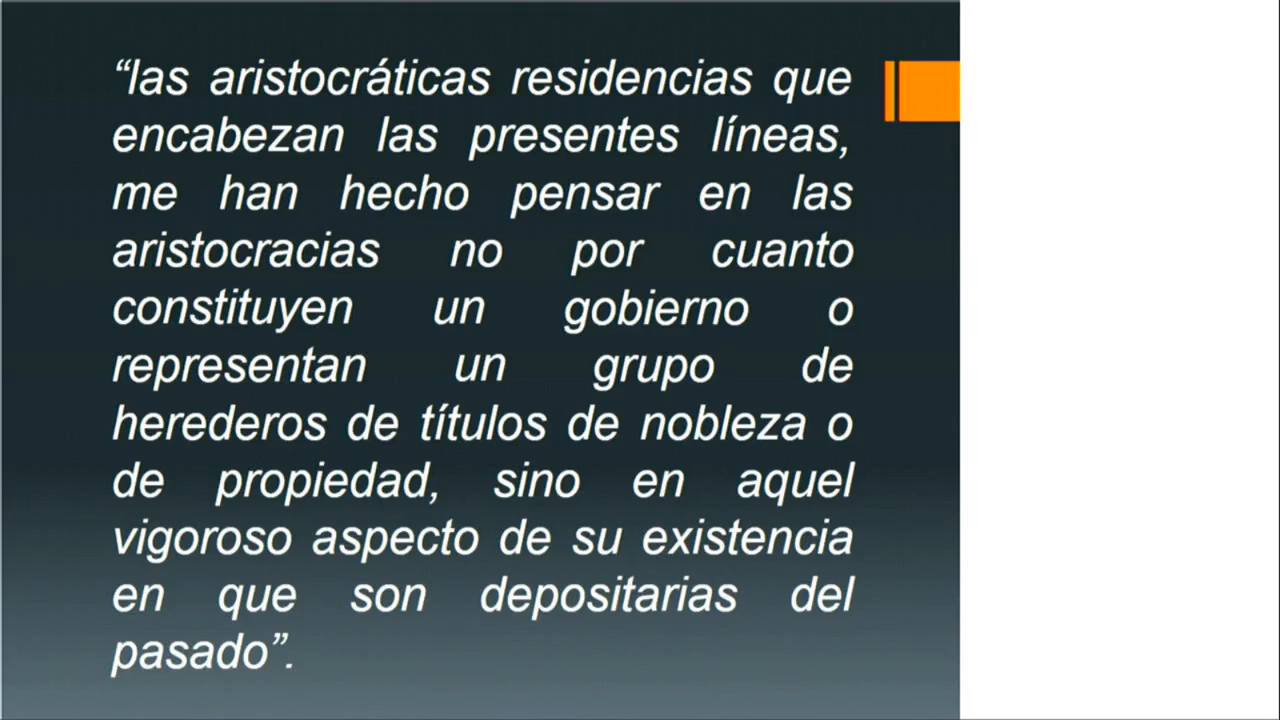 “las aristocráticas residencias que
encabezan las presentes líneas,
me han hecho pensar en las
aristocracias no por cuanto
constituyen un gobierno o
representan un grupo de
herederos de títulos de nobleza o
de propiedad, sino en aquel
vigoroso aspecto de su existencia
en que son depositarias del
pasado”.